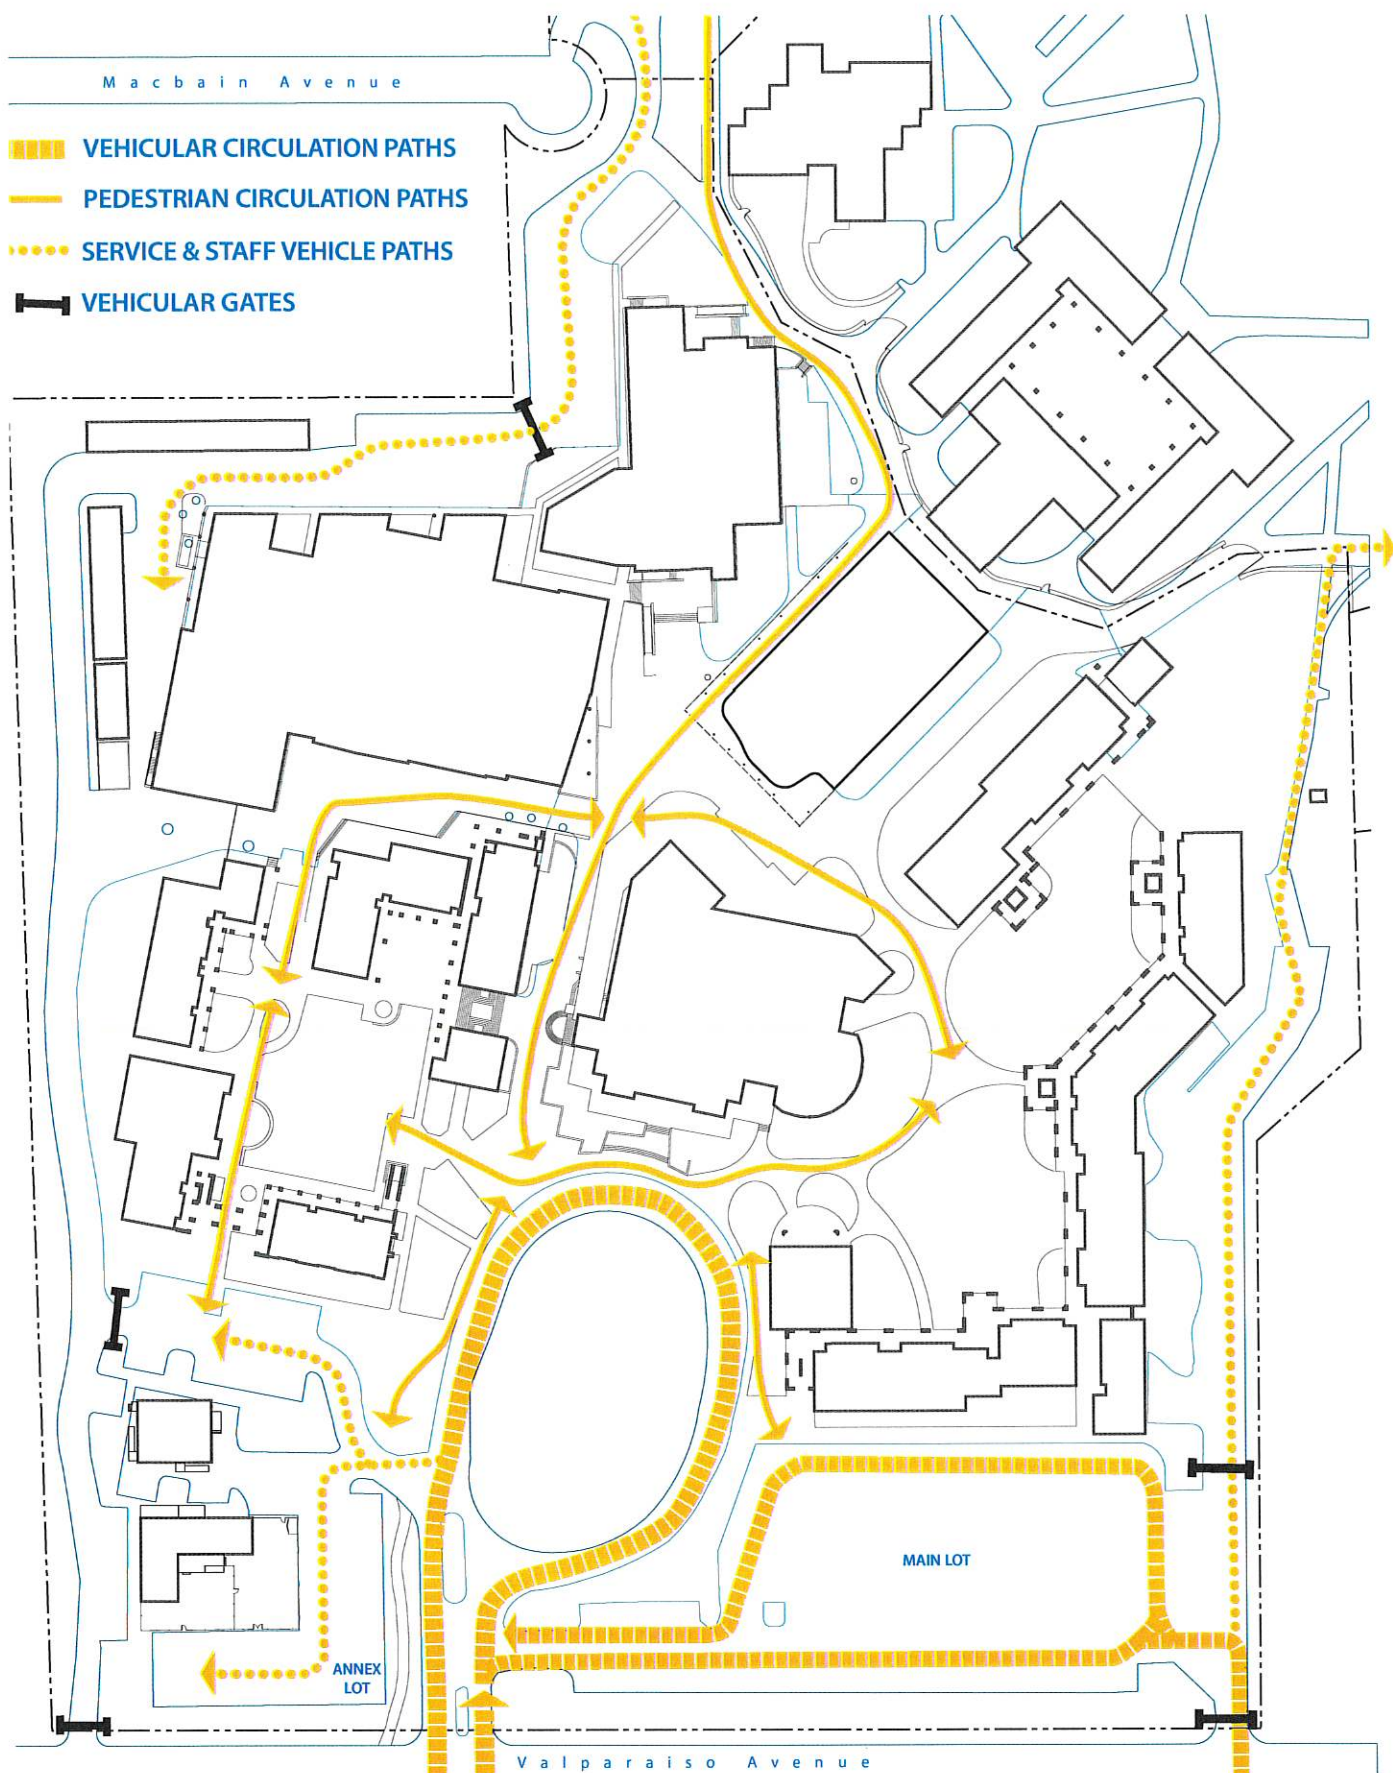 Macbain Avenue
VEHICULAR CIRCULATION PATHS
PEDESTRIAN CIRCULATION PATHS
SERVICE & STAFF VEHICLE PATHS
VEHICULAR GATES
MAIN LOT
ANNEX
LOT
Valparaiso Avenue